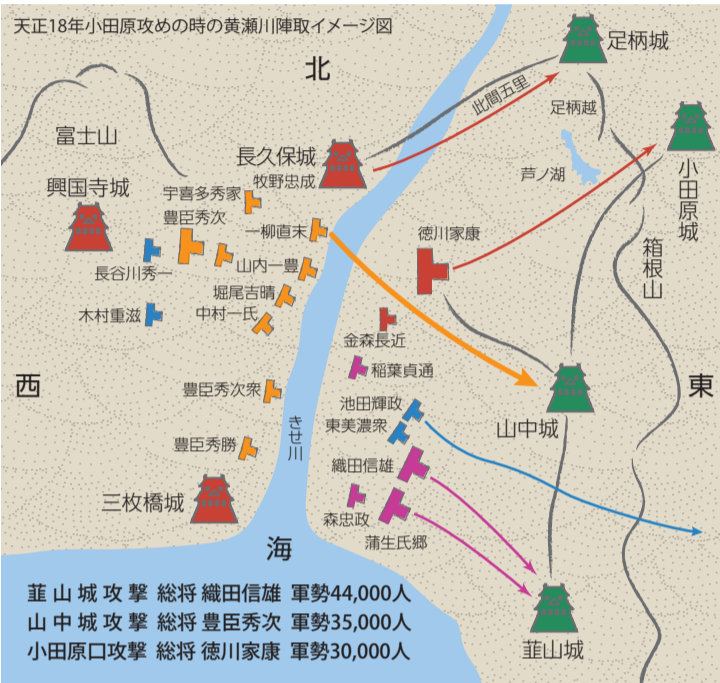 天正18年小田原攻めの時の黄瀬川陣取イメージ図
足柄城
北
此間五里
足柄越
富士山
長久保城
牧野忠成
小田原城
芦ノ湖
興国寺城
宇喜多秀家
豊臣秀次
一柳直末
徳川家康
箱根山
長谷川秀一
山内一豊
堀尾吉晴
木村重滋
中村一氏
金森長近
稲葉貞通
西
東
豊臣秀次衆
池田輝政
東美濃衆
山中城
きせ川
豊臣秀勝
織田信雄
三枚橋城
森忠政
蒲生氏郷
海
韮山城攻撃 総将 織田信雄 軍勢44,000人
山中城攻撃 総将 豊臣秀次 軍勢35,000人
小田原口攻撃 総将 徳川家康 軍勢30,000人
韮山城